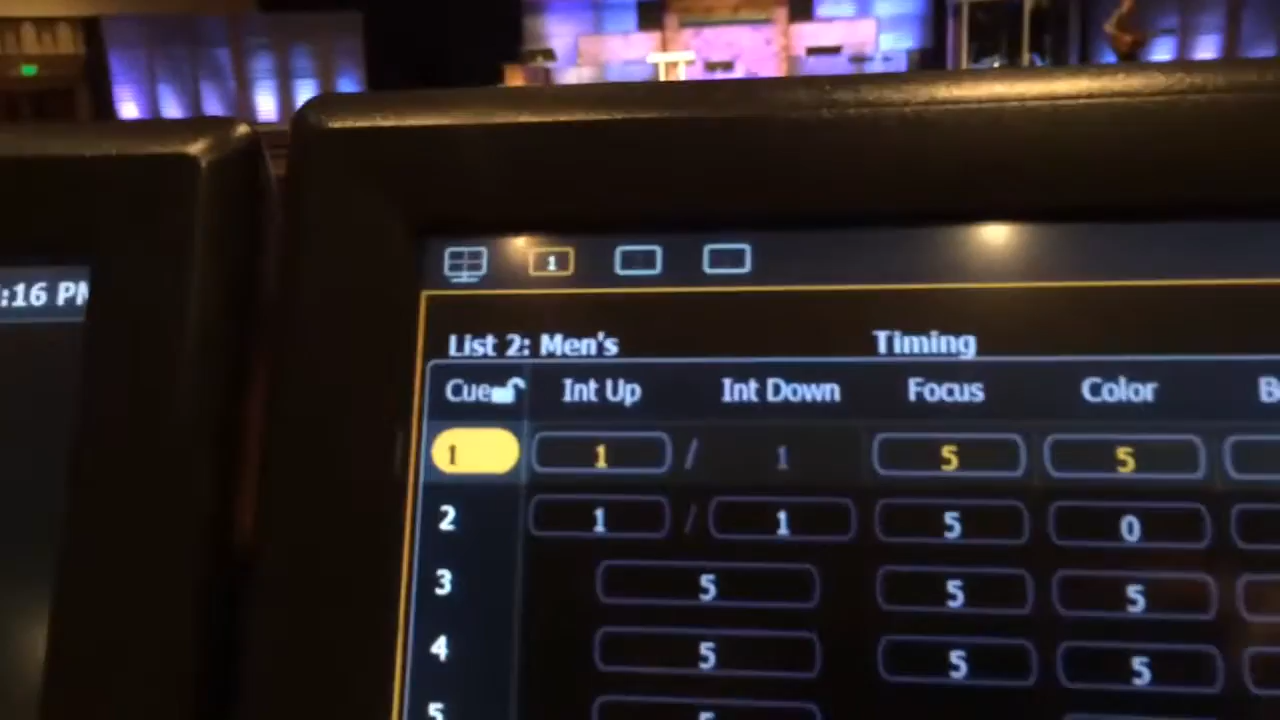 :16 PM
1
List 2: Men's Timing
Cue Int Up Int Down Focus Color
1 1 / 1 5 5
2 1 / 1 5 0
3 5 5 5
4 5 5 5
5 5